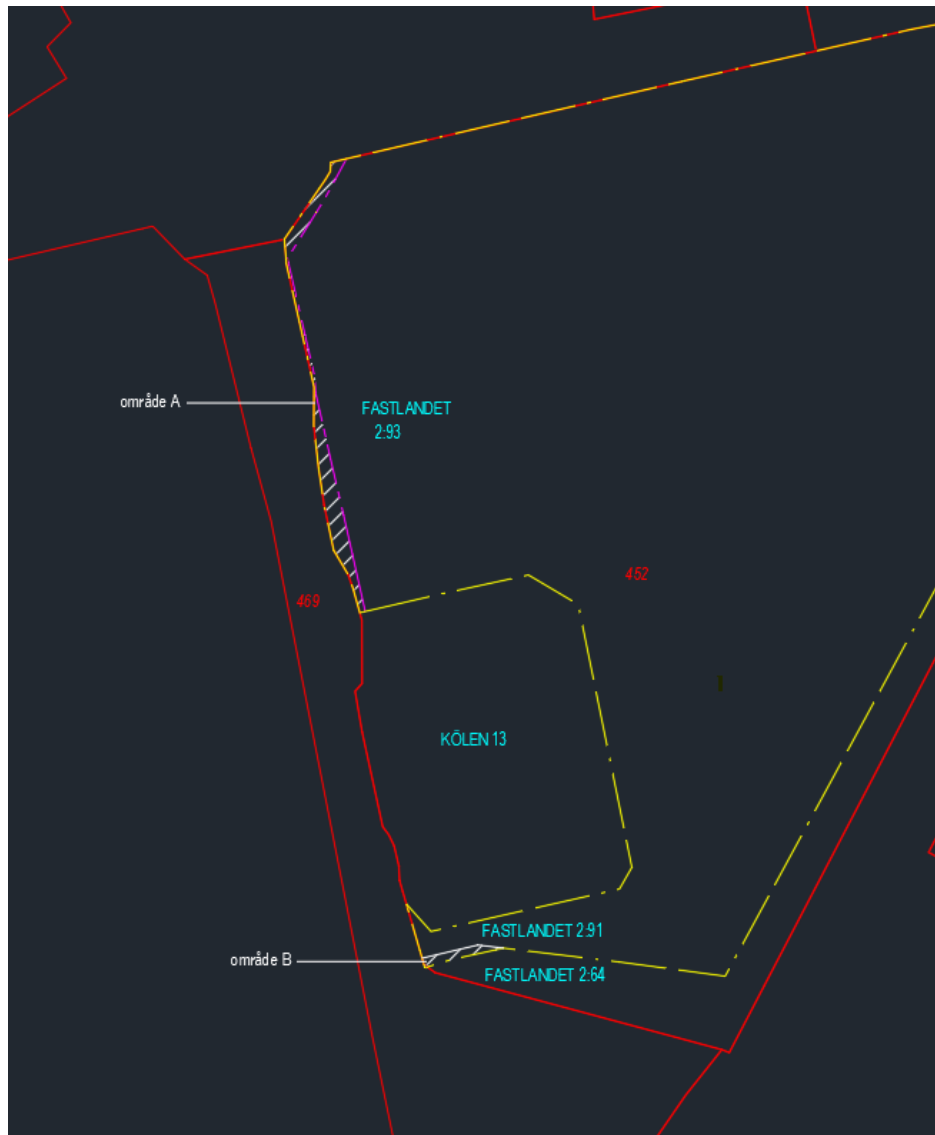 område A
FASTLANDET
2:93
452
469
KÖLEN 13
FASTLANDET 2:91
område B
FASTLANDET 2:64